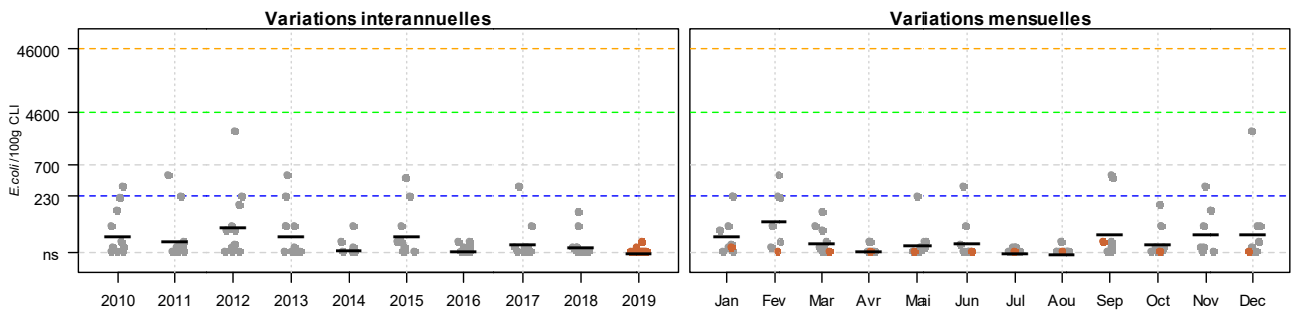 Variations interannuelles
Variations mensuelles
E.coli/100g CLI
46000
4600
700
230
ns
2010 2011 2012 2013 2014 2015 2016 2017 2018 2019
Jan Fev Mar Avr Mai Jun Jul Aou Sep Oct Nov Dec